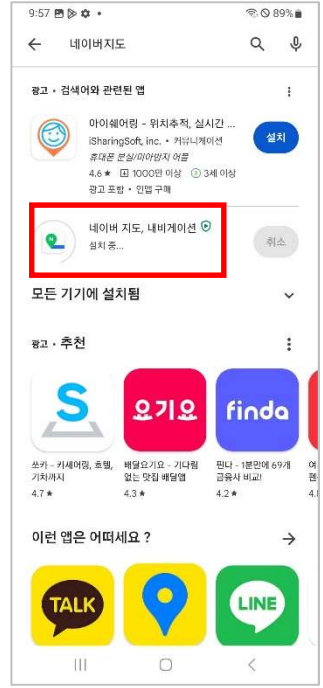 9:57
89%
네이버지도
광고 • 검색어와 관련된 앱
아이쉐어링 - 위치추적, 실시간 ...
iSharingSoft, inc. • 커뮤니케이션
휴대폰 분실/미아방지 어플
4.6★ 1000만 이상 3세 이상
광고 포함 • 인앱 구매
설치
네이버 지도, 내비게이션
설치 중...
취소
모든 기기에 설치됨
광고 • 추천
S
요기요
finda
쏘카 - 카셰어링, 호텔,
기차까지
4.7★
배달요기요 - 기다림
없는 맛집 배달앱
4.3★
핀다 - 1분만에 69개
금융사 비교!
4.2★
이런 앱은 어떠세요 ?
TALK
LINE